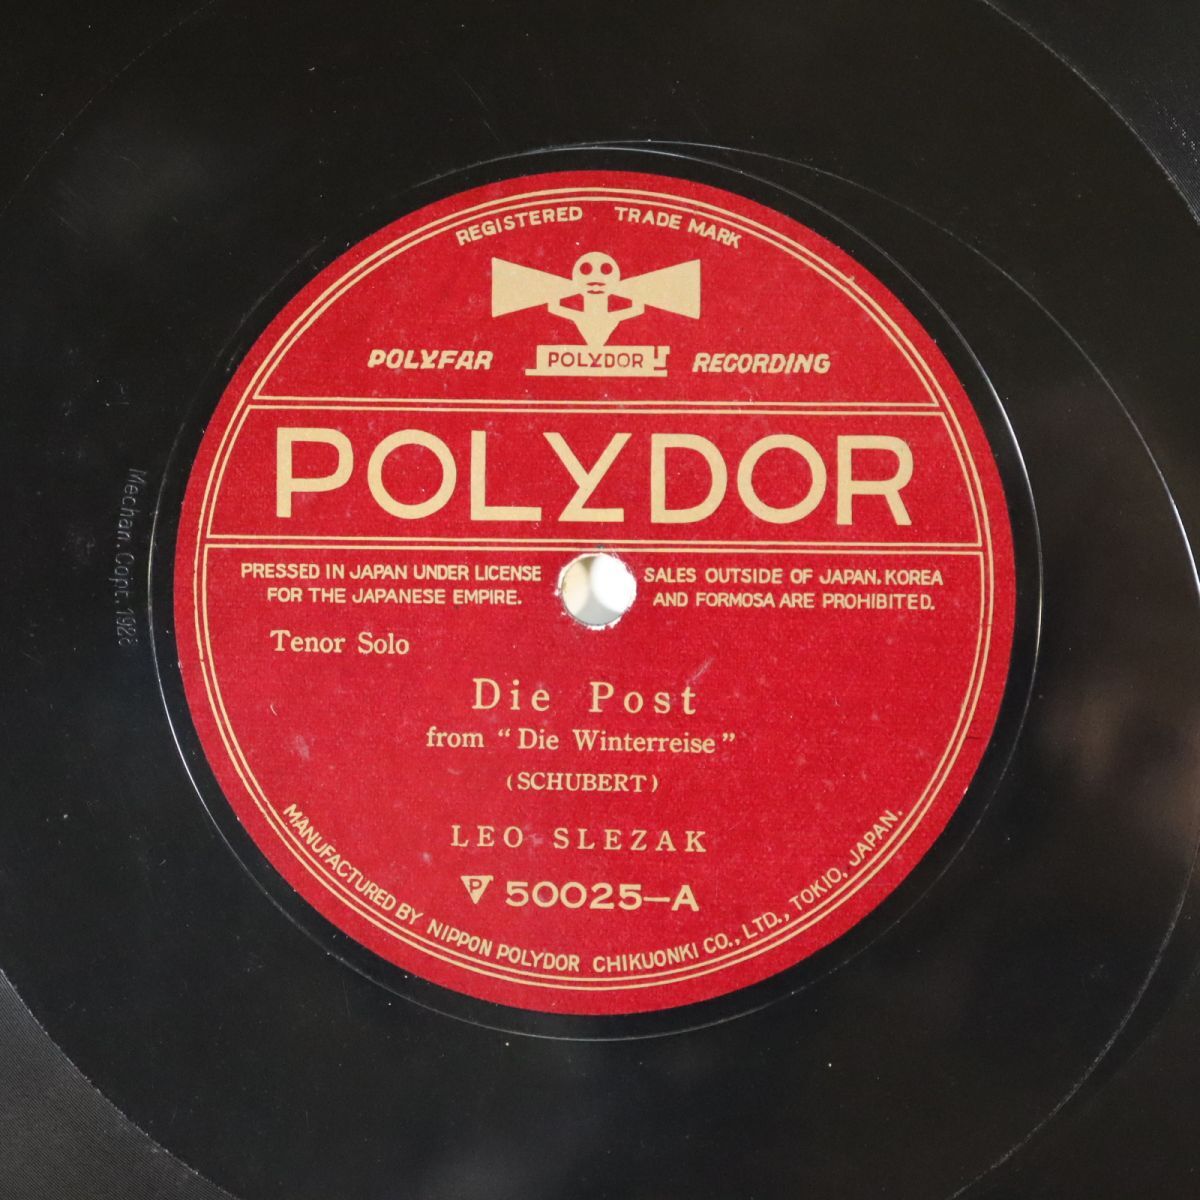 REGISTERED TRADE MARK
POLYFAR POLYDOR RECORDING
POLYDOR
PRESSED IN JAPAN UNDER LICENSE
FOR THE JAPANESE EMPIRE.
SALES OUTSIDE OF JAPAN, KOREA
AND FORMOSA ARE PROHIBITED.
Tenor Solo
Die Post
from "Die Winterreise"
(SCHUBERT)
LEO SLEZAK
P 50025-A
MANUFACTURED BY NIPPON POLYDOR CHIKUONKI CO., LTD., TOKIO, JAPAN.
Mechan. Copr.